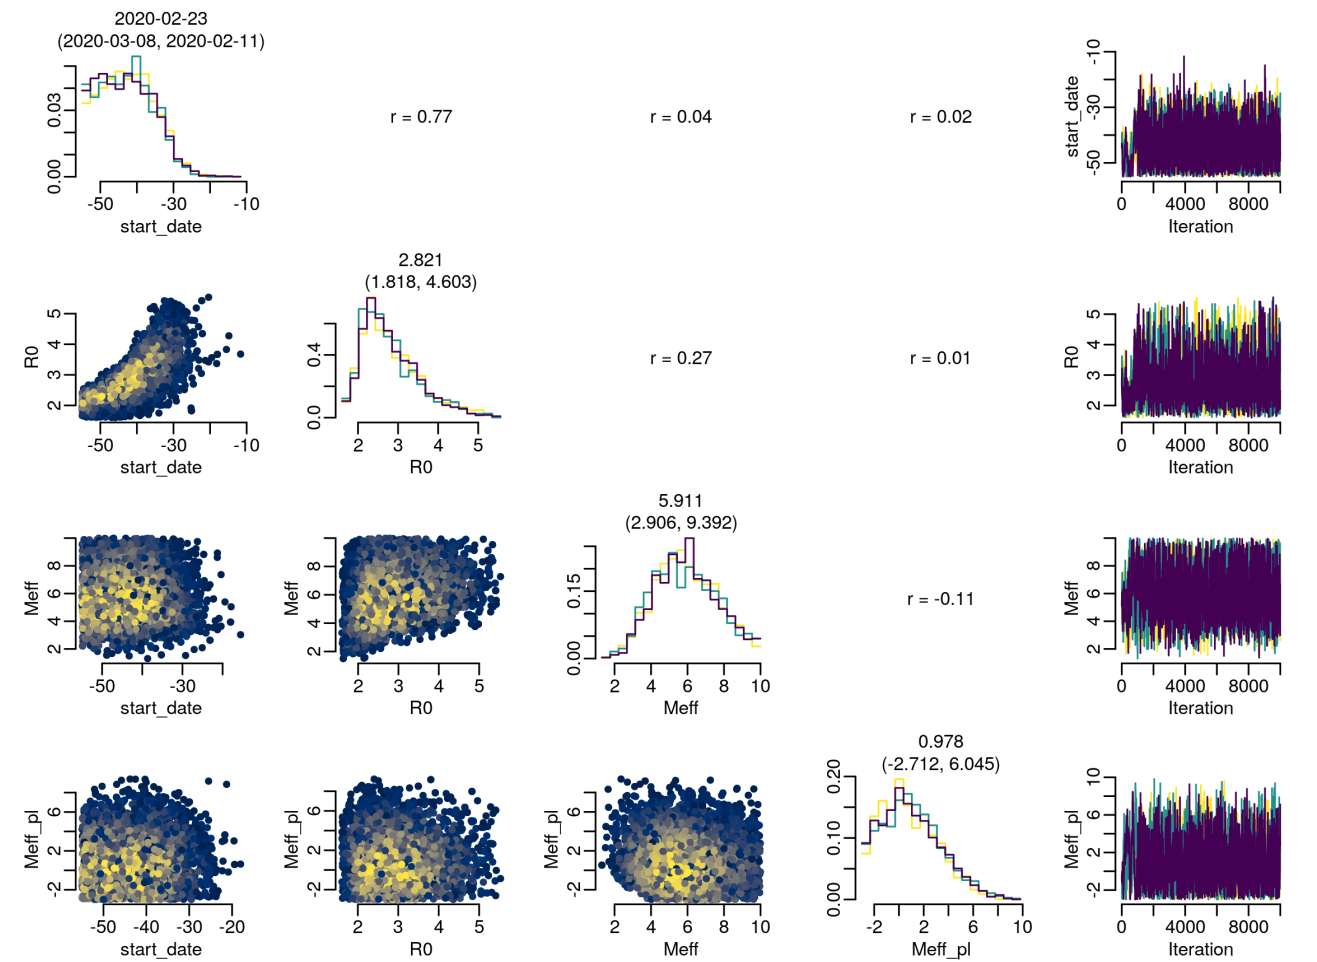 2020-02-23
(2020-03-08, 2020-02-11)
0.00 0.03
-50 -30 -10
start_date
r = 0.77
r = 0.04
r = 0.02
start_date
-50 -30 -10
0 4000 8000
Iteration
R0
2 3 4 5
-50 -30 -10
start_date
2.821
(1.818, 4.603)
0.0 0.4
2 3 4 5
R0
r = 0.27
r = 0.01
R0
2 3 4 5
0 4000 8000
Iteration
Meff
2 4 6 8
-50 -30
start_date
Meff
2 4 6 8
2 3 4 5
R0
5.911
(2.906, 9.392)
0.00 0.15
2 4 6 8 10
Meff
r = -0.11
Meff
2 4 6 8
0 4000 8000
Iteration
Meff_pl
-2 2 6
-50 -40 -30 -20
start_date
Meff_pl
-2 2 6
2 3 4 5
R0
Meff_pl
-2 2 6
2 4 6 8 10
Meff
0.978
(-2.712, 6.045)
0.00 0.10 0.20
-2 2 6 10
Meff_pl
Meff_pl
-2 2 6 10
0 4000 8000
Iteration